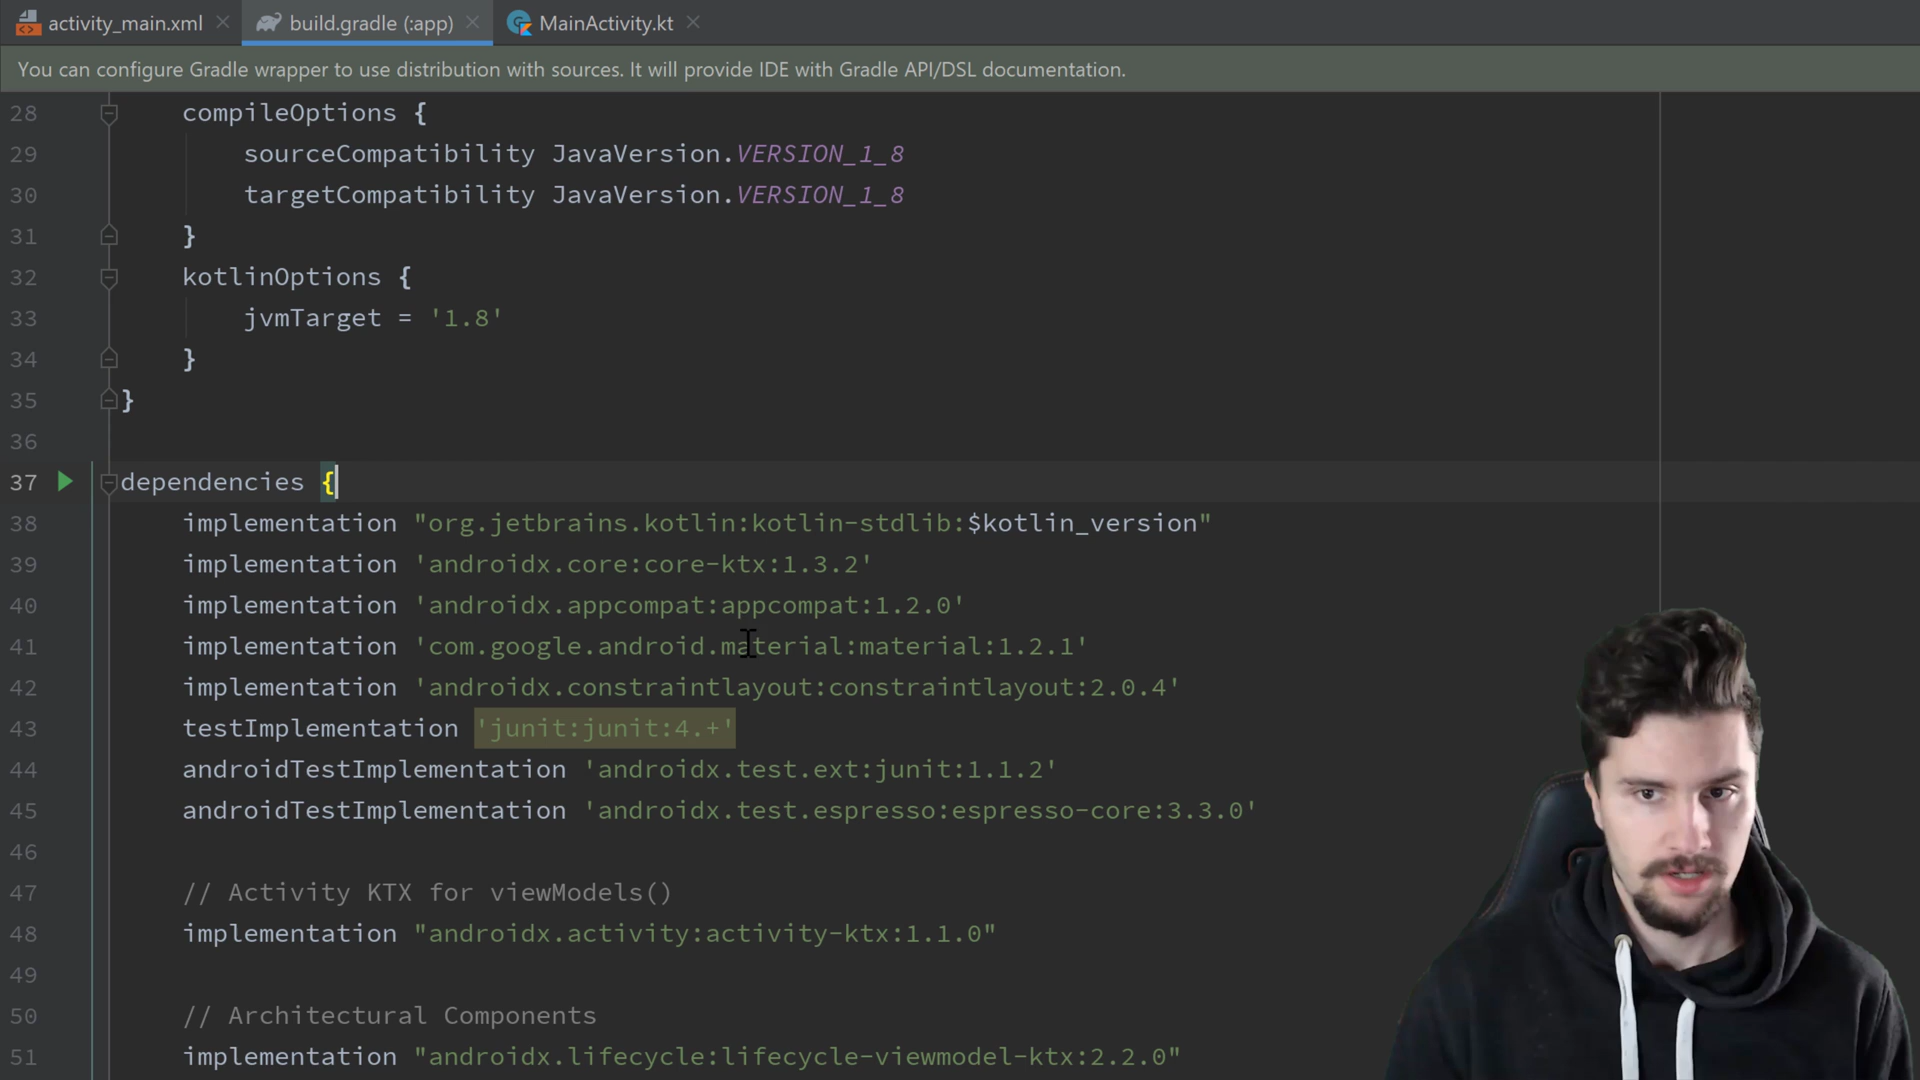 activity_main.xml
build.gradle (:app)
MainActivity.kt
You can configure Gradle wrapper to use distribution with sources. It will provide IDE with Gradle API/DSL documentation.
28 compileOptions {
29 sourceCompatibility JavaVersion.VERSION_1_8
30 targetCompatibility JavaVersion.VERSION_1_8
31 }
32 kotlinOptions {
33 jvmTarget = '1.8'
34 }
35 }
36
37 dependencies {
38 implementation "org.jetbrains.kotlin:kotlin-stdlib:$kotlin_version"
39 implementation 'androidx.core:core-ktx:1.3.2'
40 implementation 'androidx.appcompat:appcompat:1.2.0'
41 implementation 'com.google.android.material:material:1.2.1'
42 implementation 'androidx.constraintlayout:constraintlayout:2.0.4'
43 testImplementation 'junit:junit:4.+'
44 androidTestImplementation 'androidx.test.ext:junit:1.1.2'
45 androidTestImplementation 'androidx.test.espresso:espresso-core:3.3.0'
46
47 // Activity KTX for viewModels()
48 implementation "androidx.activity:activity-ktx:1.1.0"
49
50 // Architectural Components
51 implementation "androidx.lifecycle:lifecycle-viewmodel-ktx:2.2.0"